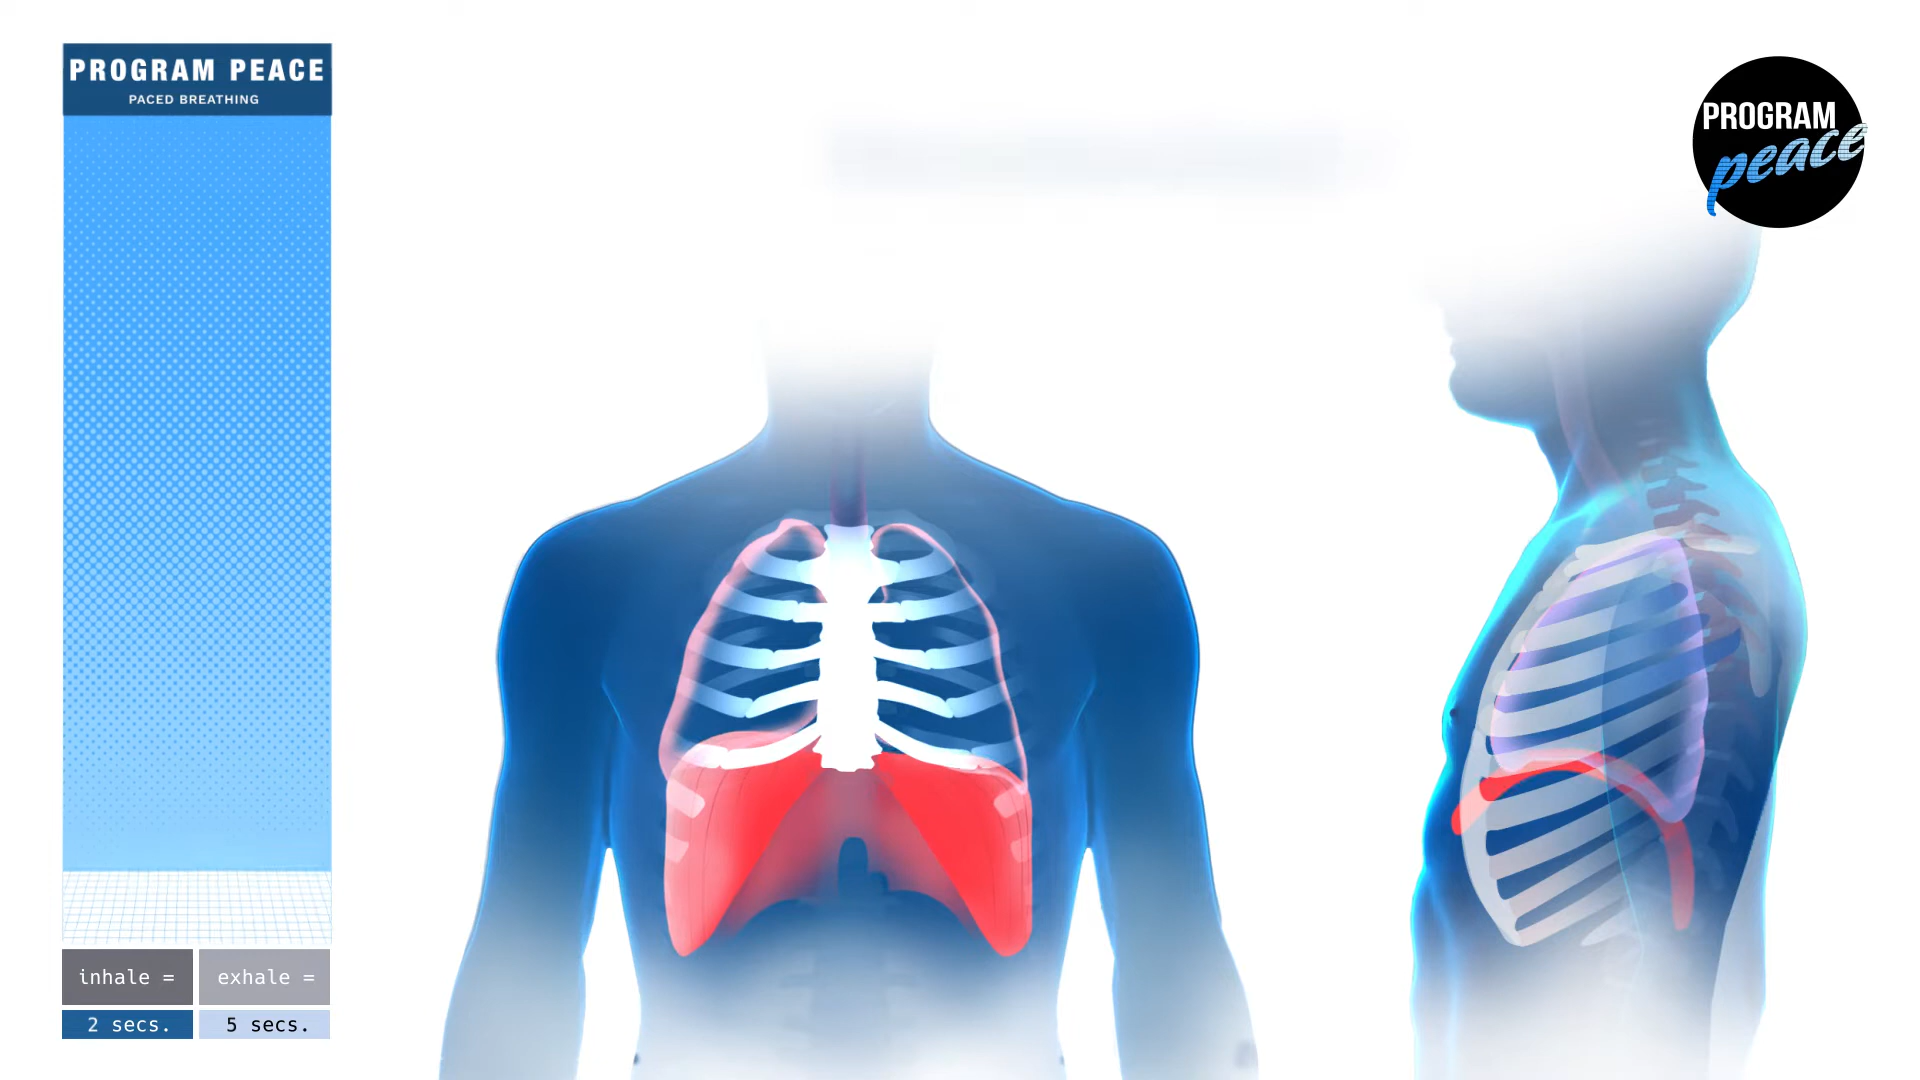 PROGRAM PEACE
PACED BREATHING
PROGRAM
peace
inhale =
exhale =
2 secs.
5 secs.